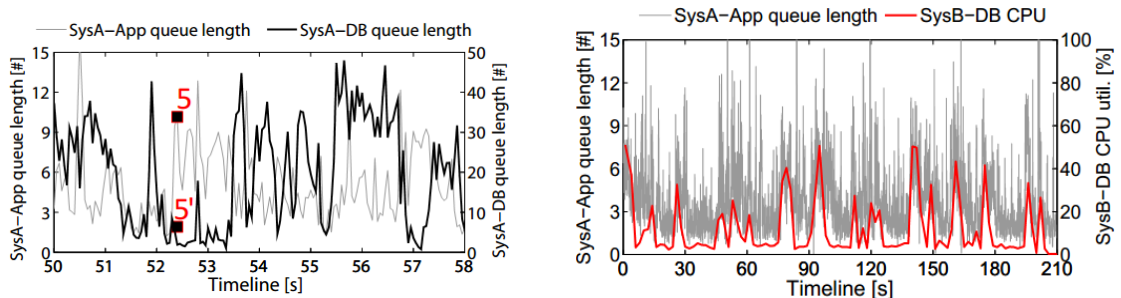 SysA−App queue length SysA−DB queue length
SysA−App queue length [#]
15
12
9
6
3
0
5
5'
50
40
30
20
10
0
SysA−DB queue length [#]
50 51 52 53 54 55 56 57 58
Timeline [s]
SysA−App queue length SysB−DB CPU
SysA−App queue length [#]
15
12
9
6
3
0
100
80
60
40
20
0
SysB−DB CPU util. [%]
0 30 60 90 120 150 180 210
Timeline [s]